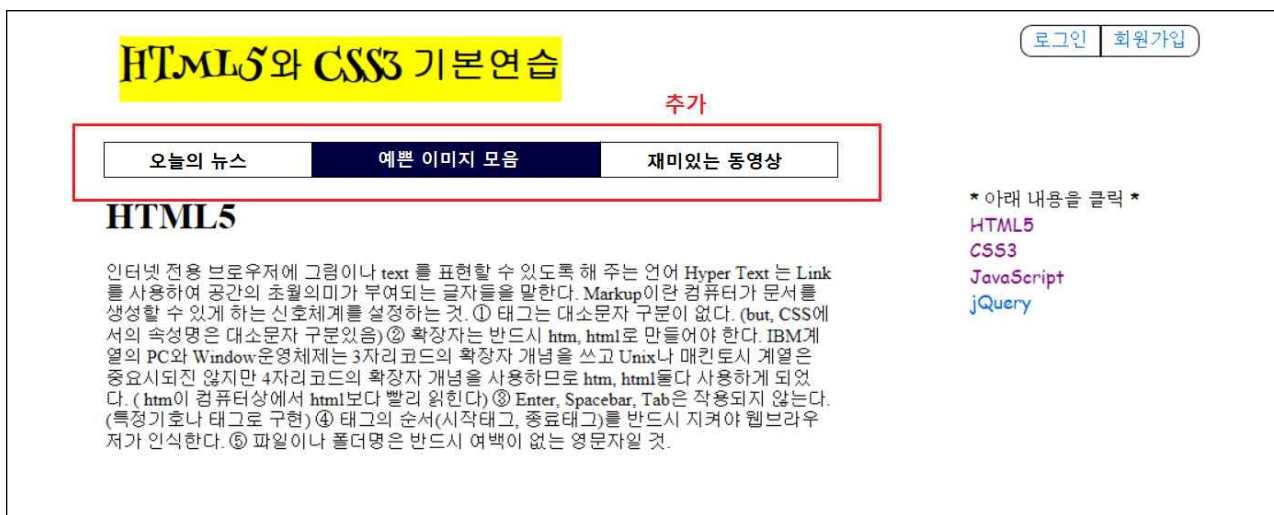 HTML5와 CSS3 기본연습
로그인 회원가입
추가
오늘의 뉴스 예쁜 이미지 모음 재미있는 동영상
HTML5
인터넷 전용 브로우저에 그림이나 text 를 표현할 수 있도록 해 주는 언어 Hyper Text 는 Link
를 사용하여 공간의 초월의미가 부여되는 글자들을 말한다. Markup이란 컴퓨터가 문서를
생성할 수 있게 하는 신호체계를 설정하는 것. ① 태그는 대소문자 구분이 없다. (but, CSS에
서의 속성명은 대소문자 구분있음) ② 확장자는 반드시 htm, html로 만들어야 한다. IBM계
열의 PC와 Window운영체제는 3자리코드의 확장자 개념을 쓰고 Unix나 매킨토시 계열은
중요시되진 않지만 4자리코드의 확장자 개념을 사용하므로 htm, html둘다 사용하게 되었
다. ( htm이 컴퓨터상에서 html보다 빨리 읽힌다) ③ Enter, Spacebar, Tab은 작용되지 않는다.
(특정기호나 태그로 구현) ④ 태그의 순서(시작태그, 종료태그)를 반드시 지켜야 웹브라우
저가 인식한다. ⑤ 파일이나 폴더명은 반드시 여백이 없는 영문자일 것.
* 아래 내용을 클릭 *
HTML5
CSS3
JavaScript
jQuery